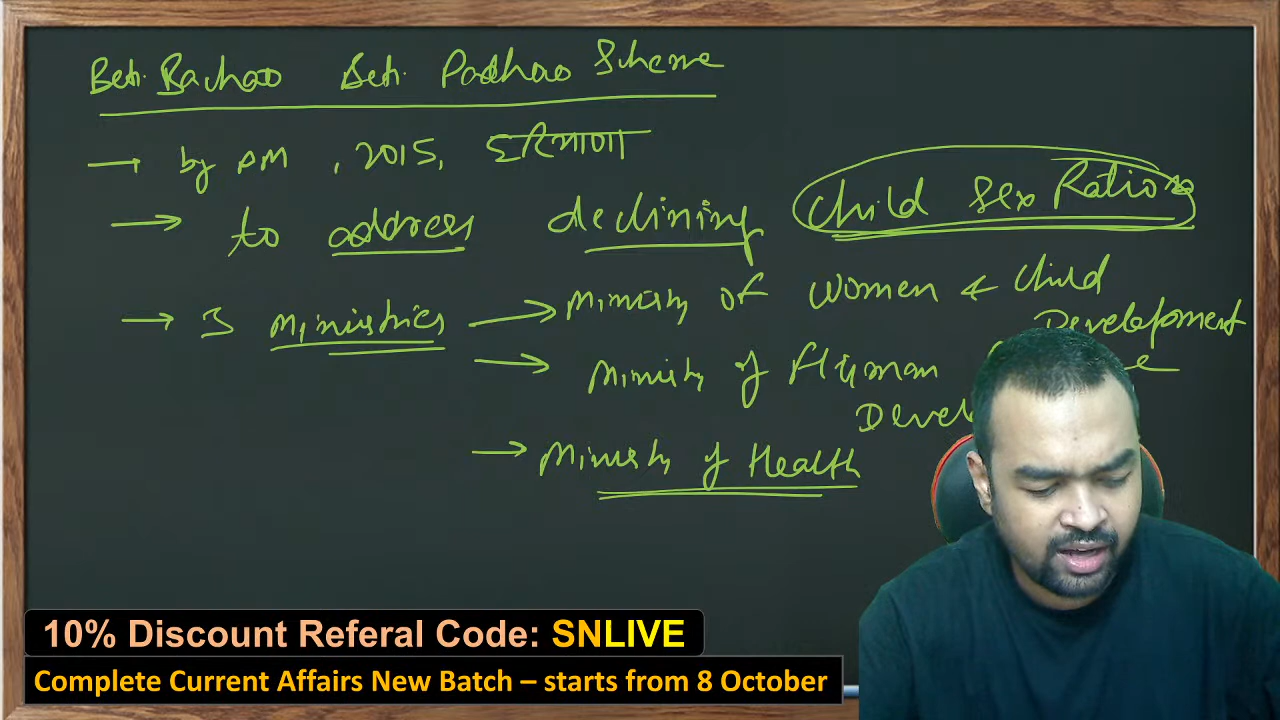 Beti Bachao Beti Padhao Scheme
→ by PM, 2015, हरियाणा
→ to address declining Child Sex Ratio
→ 3 Ministries → Ministry of Women & Child Development
→ Ministry of Human
→ Ministry of Health
10% Discount Referal Code: SNLIVE
Complete Current Affairs New Batch – starts from 8 October